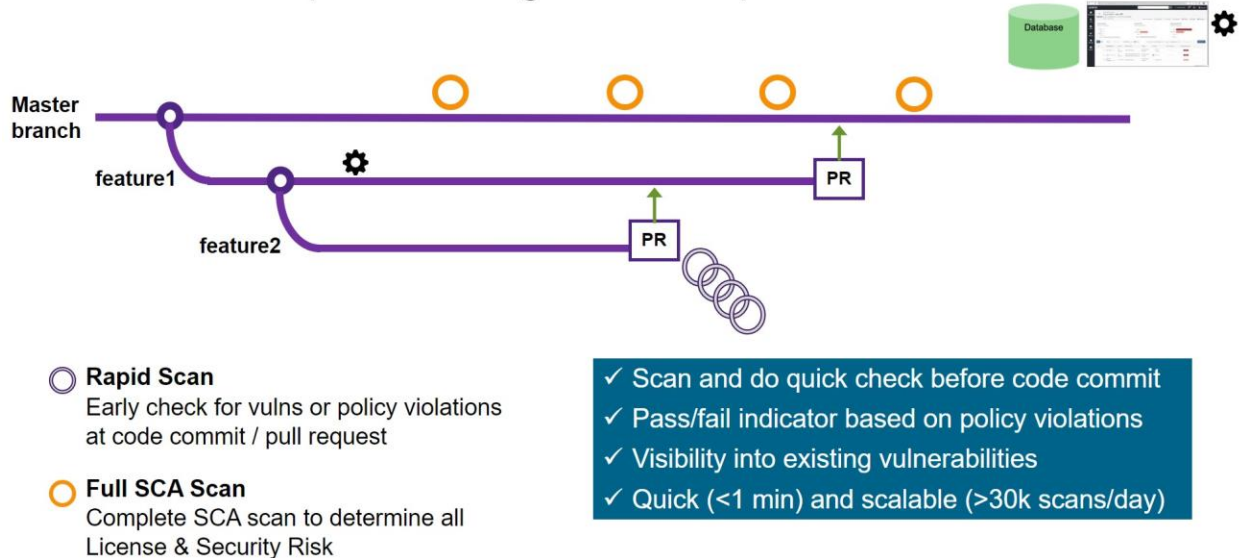 Database
Master
branch
feature1
PR
feature2
PR
Rapid Scan
Early check for vulns or policy violations
at code commit / pull request
Full SCA Scan
Complete SCA scan to determine all
License & Security Risk
✓ Scan and do quick check before code commit
✓ Pass/fail indicator based on policy violations
✓ Visibility into existing vulnerabilities
✓ Quick (<1 min) and scalable (>30k scans/day)